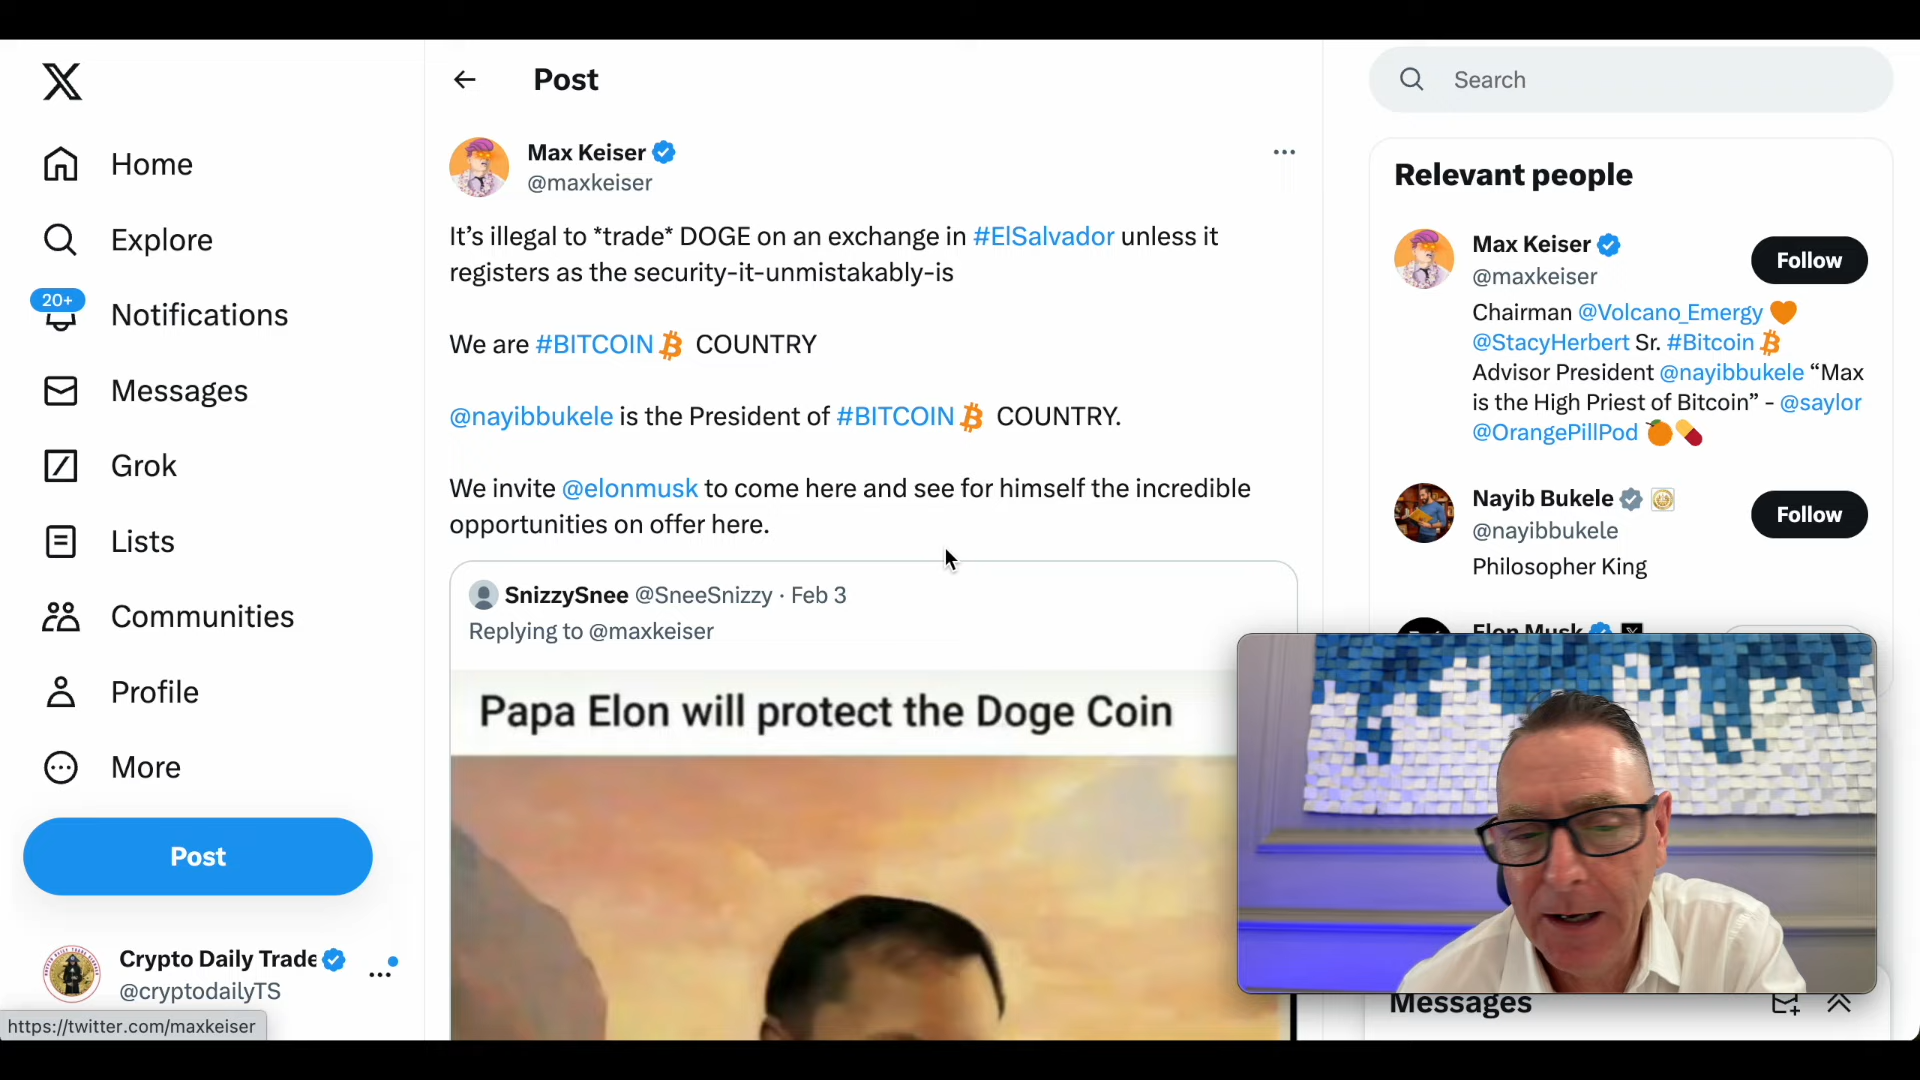 Post
Search
Home
Explore
20+
Notifications
Messages
Grok
Lists
Communities
Profile
More
Post
Crypto Daily Trade
@cryptodailyTS
https://twitter.com/maxkeiser
Max Keiser
@maxkeiser
It's illegal to *trade* DOGE on an exchange in #ElSalvador unless it
registers as the security-it-unmistakably-is
We are #BITCOIN COUNTRY
@nayibbukele is the President of #BITCOIN COUNTRY.
We invite @elonmusk to come here and see for himself the incredible
opportunities on offer here.
SnizzySnee @SneeSnizzy · Feb 3
Replying to @maxkeiser
Papa Elon will protect the Doge Coin
Relevant people
Max Keiser
@maxkeiser
Follow
Chairman @Volcano_Emergy 🧡
@StacyHerbert Sr. #Bitcoin
Advisor President @nayibbukele “Max
is the High Priest of Bitcoin” - @saylor
@OrangePillPod 🍊💊
Nayib Bukele
@nayibbukele
Follow
Philosopher King
Elon Musk
Messages